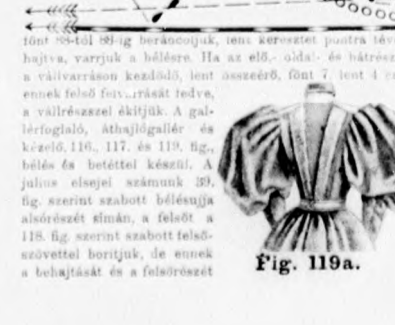 fönt 88-tól 88-ig beráncoljuk, lent keresztet pontra
hajtva, varrjuk a bélésre. Ha az elő-, oldal- és hátrész
a vállvarráson kezdődő, lent összeérő, fönt 7, lent 4
ennek felső
a vállrészszel ékítjük. A gal-
lérfoglaló, áthajlógallér és
kézelő, 116., 117. és 119. fig.,
bélés és betéttel készül. A
julius elsejei számunk 39.
fig. szerint szabott bélésujja
alsórészét simán, a felsőt a
118. fig. szerint szabott felső-
szövettel borítjuk, de ennek
a behajtását és a felsőrészét
Fig. 119a.